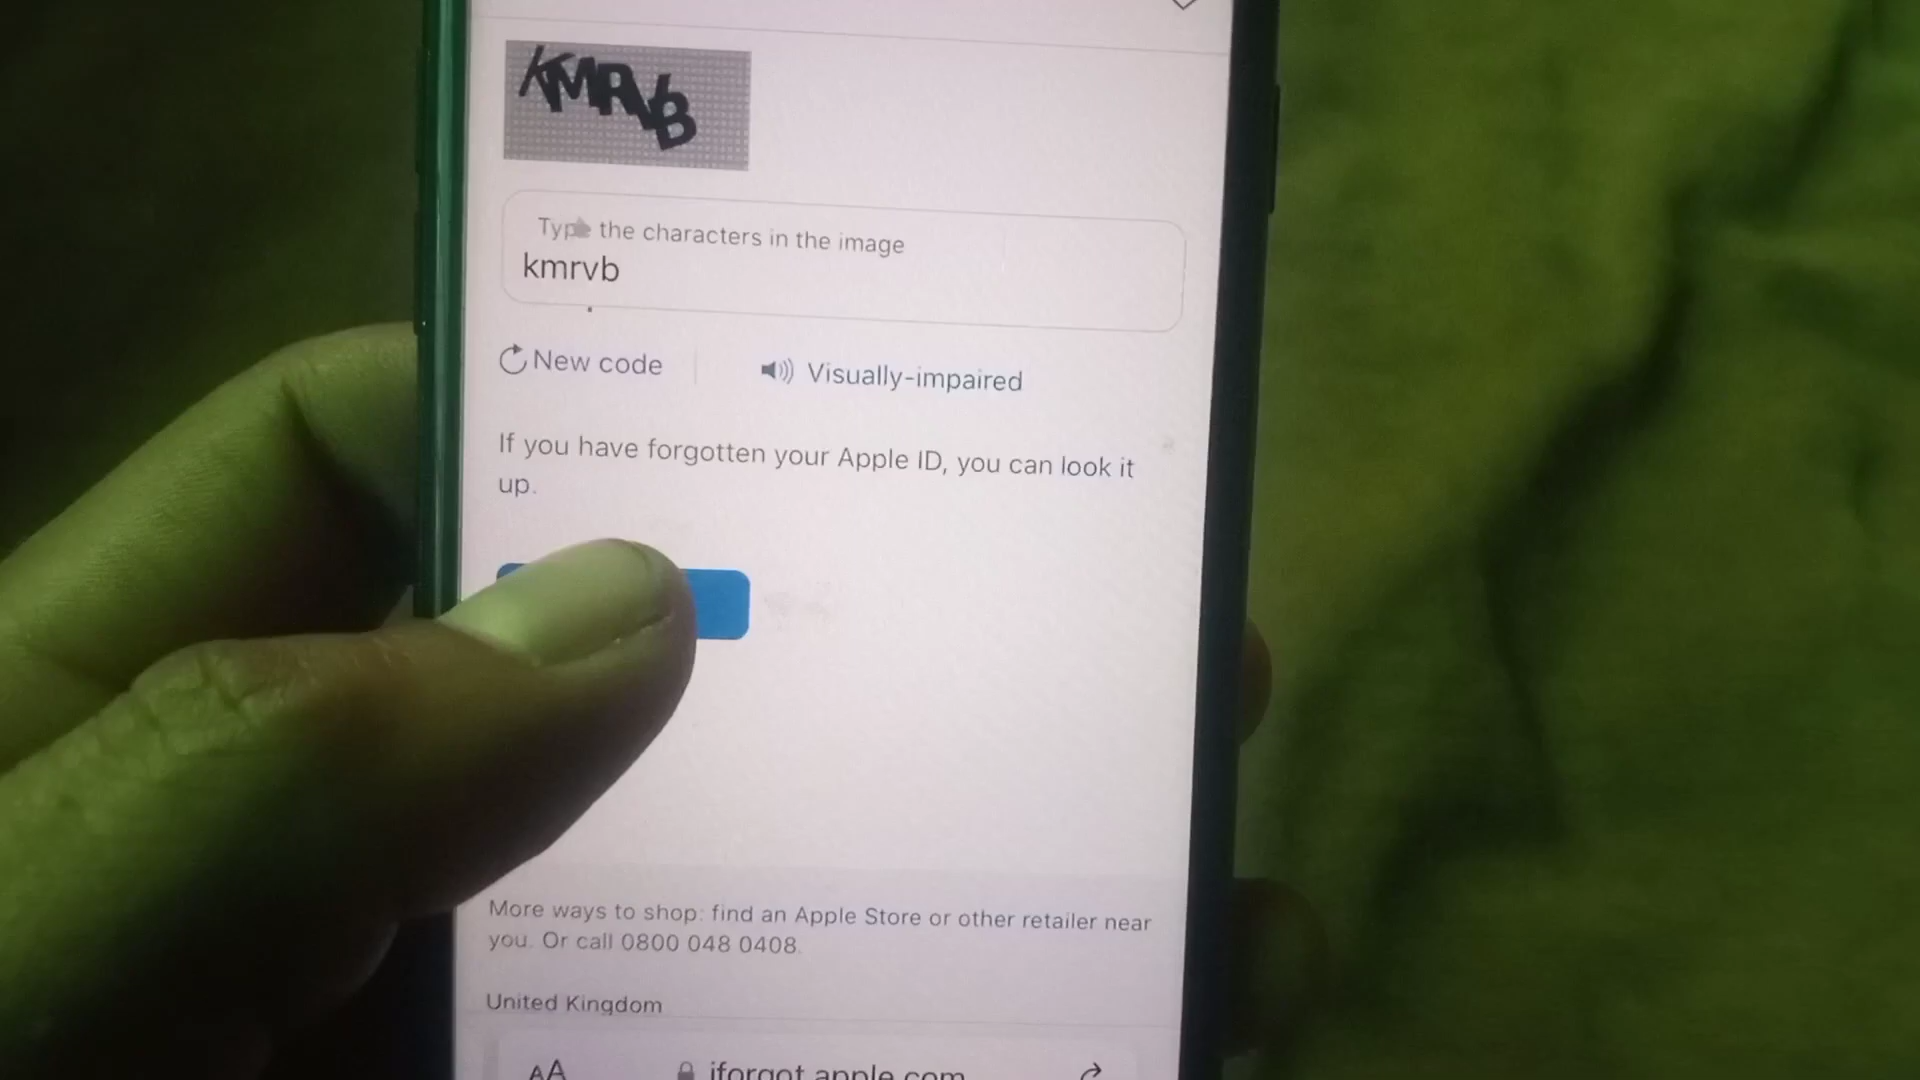 KMRVB
Type the characters in the image
kmrvb
New code
Visually-impaired
If you have forgotten your Apple ID, you can look it
up.
More ways to shop: find an Apple Store or other retailer near
you. Or call 0800 048 0408.
United Kingdom
AA iforgot.apple.com